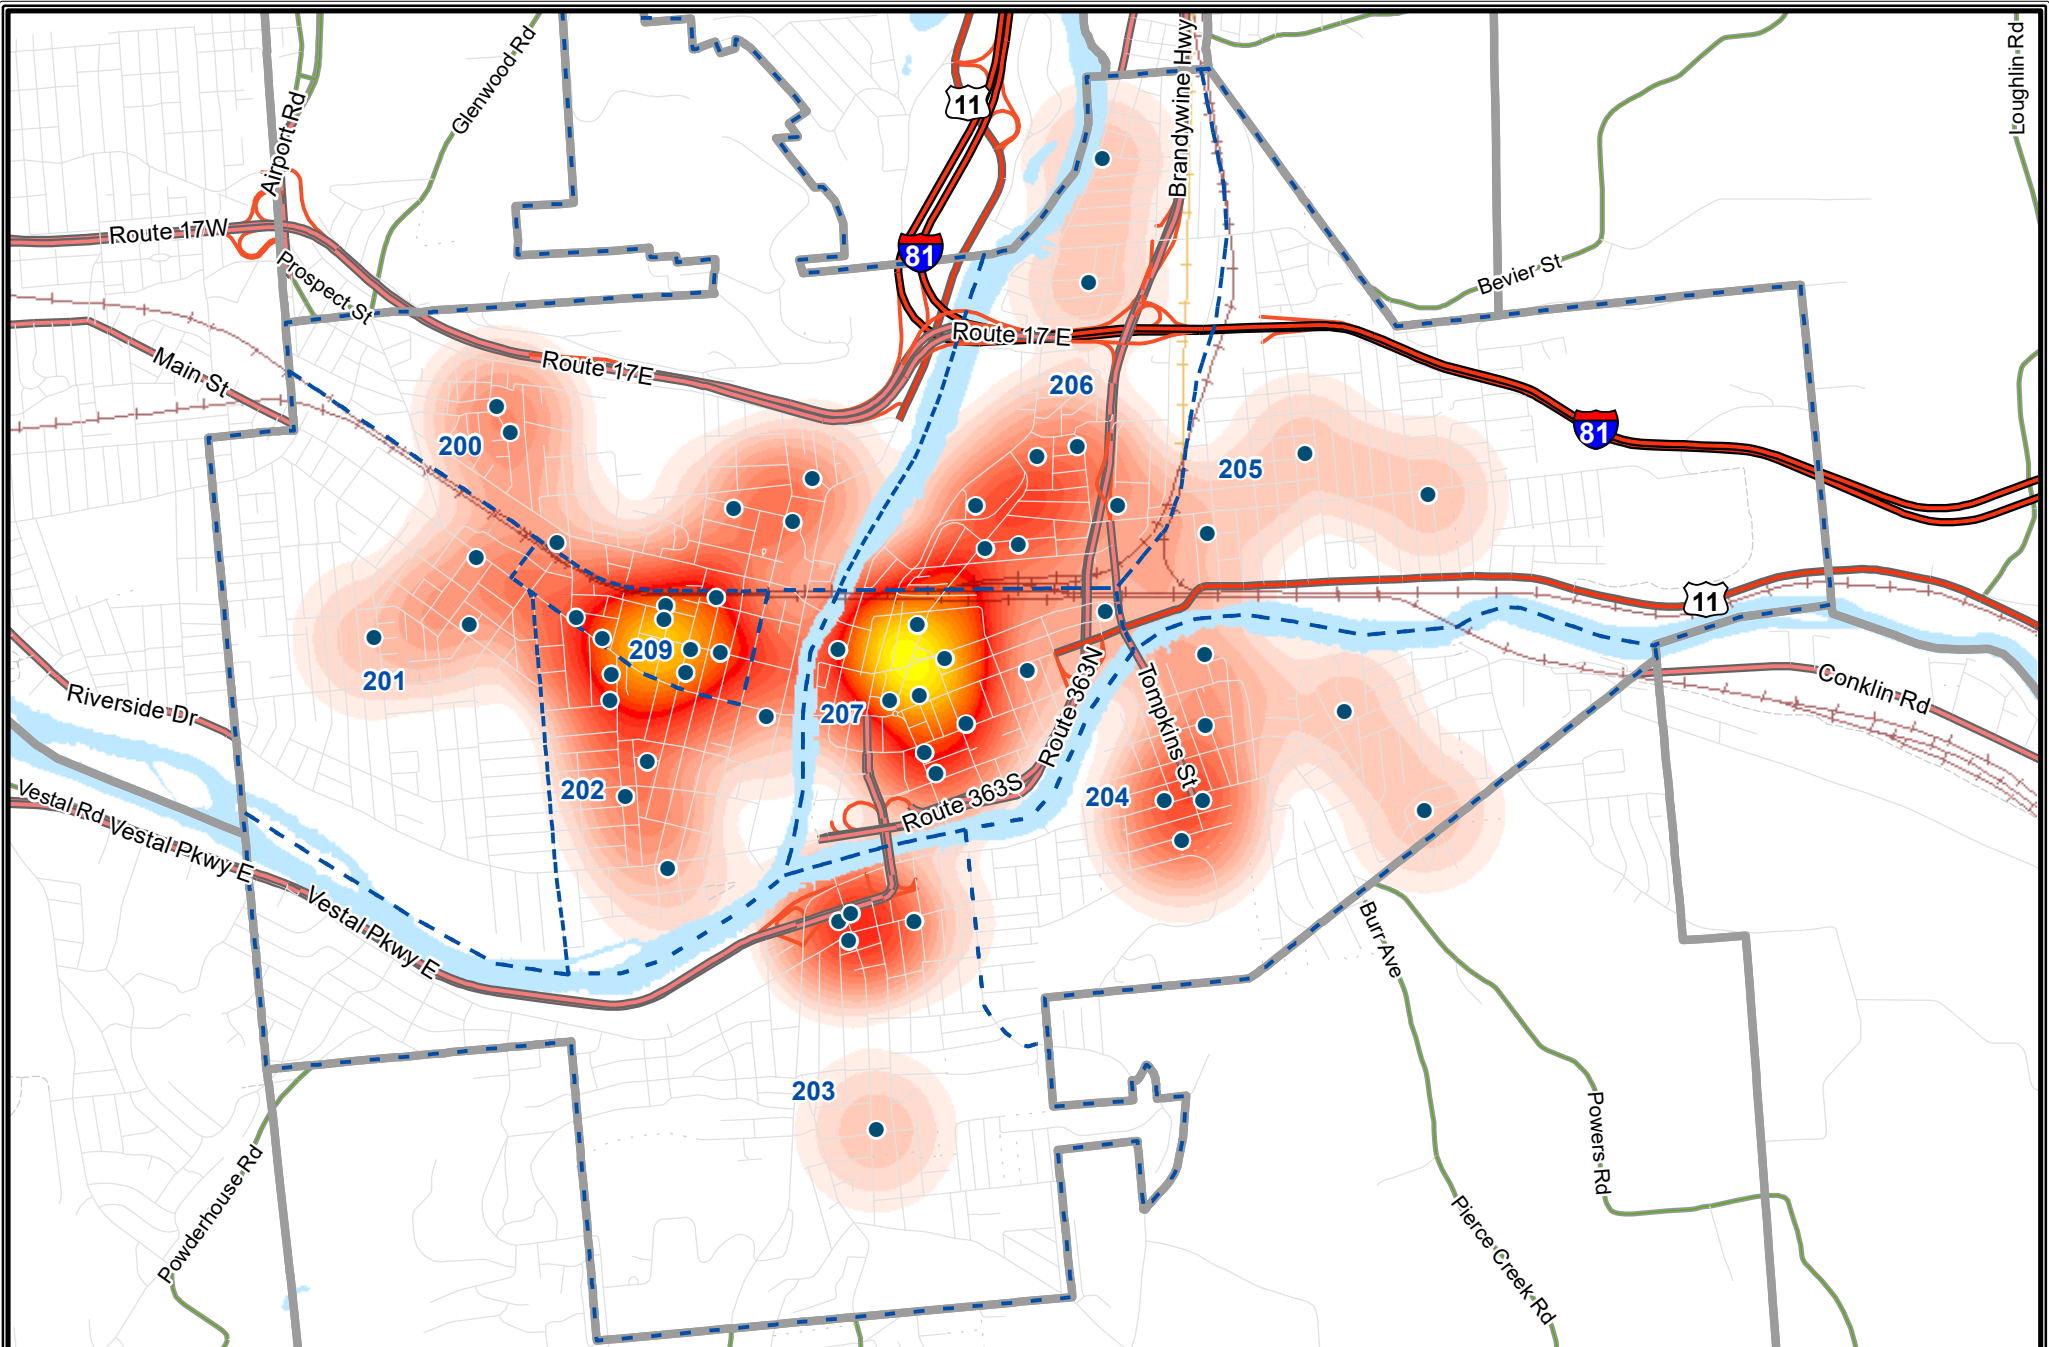 Airport Rd
Glenwood Rd
11
Brandywine Hwy
Loughlin Rd
Route 17W
81
Prospect St
Bevier St
Route 17 E
Main St
Route 17E
206
81
200
205
11
209
201
Riverside Dr
207
Route 363N
Tompkins St
Conklin Rd
202
204
Route 363S
Vestal Rd
Vestal Pkwy E
Vestal Pkwy E
Burr Ave
203
Powers Rd
Powderhouse Rd
Pierce Creek Rd